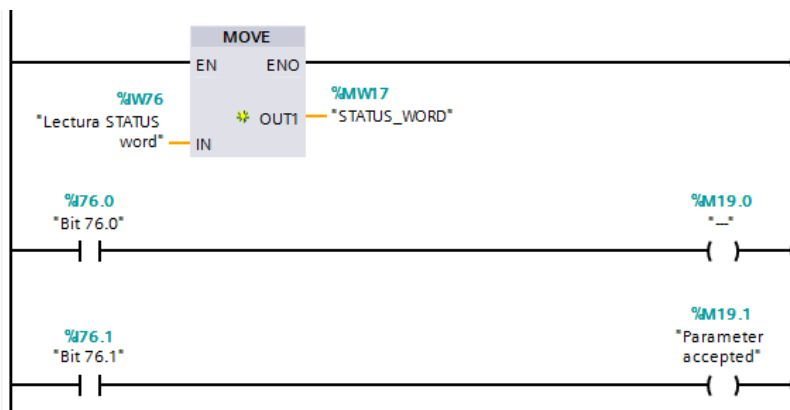 MOVE
EN ENO
%IW76
"Lectura STATUS
word"
IN
OUT1
%MW17
"STATUS_WORD"
%I76.0
"Bit 76.0"
%M19.0
"---"
%I76.1
"Bit 76.1"
%M19.1
"Parameter
accepted"